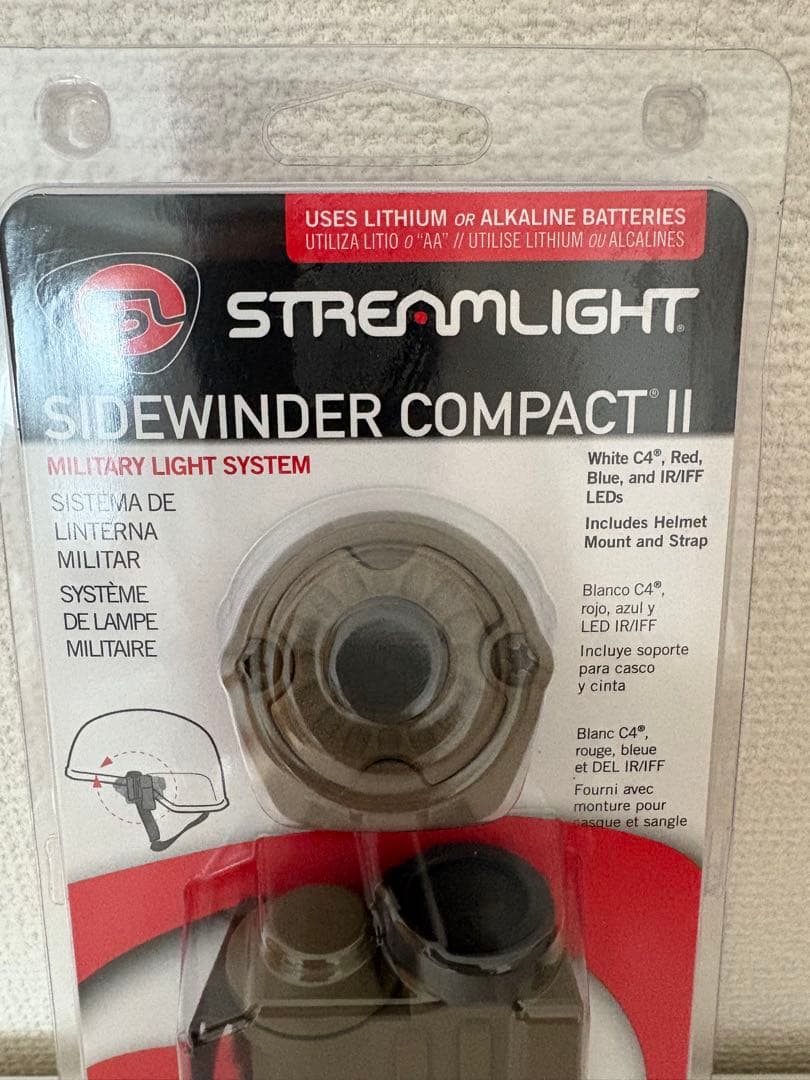 USES LITHIUM OR ALKALINE BATTERIES
UTILIZA LITIO O "AA" // UTILISE LITHIUM OU ALCALINES
STREAMLIGHT®
SIDEWINDER COMPACT® II
MILITARY LIGHT SYSTEM
SISTEMA DE
LINTERNA
MILITAR
SYSTÈME
DE LAMPE
MILITAIRE
White C4®, Red,
Blue, and IR/IFF
LEDs
Includes Helmet
Mount and Strap
Blanco C4®,
rojo, azul y
LED IR/IFF
Incluye soporte
para casco
y cinta
Blanc C4®,
rouge, bleue
et DEL IR/IFF
Fourni avec
monture pour
casque et sangle